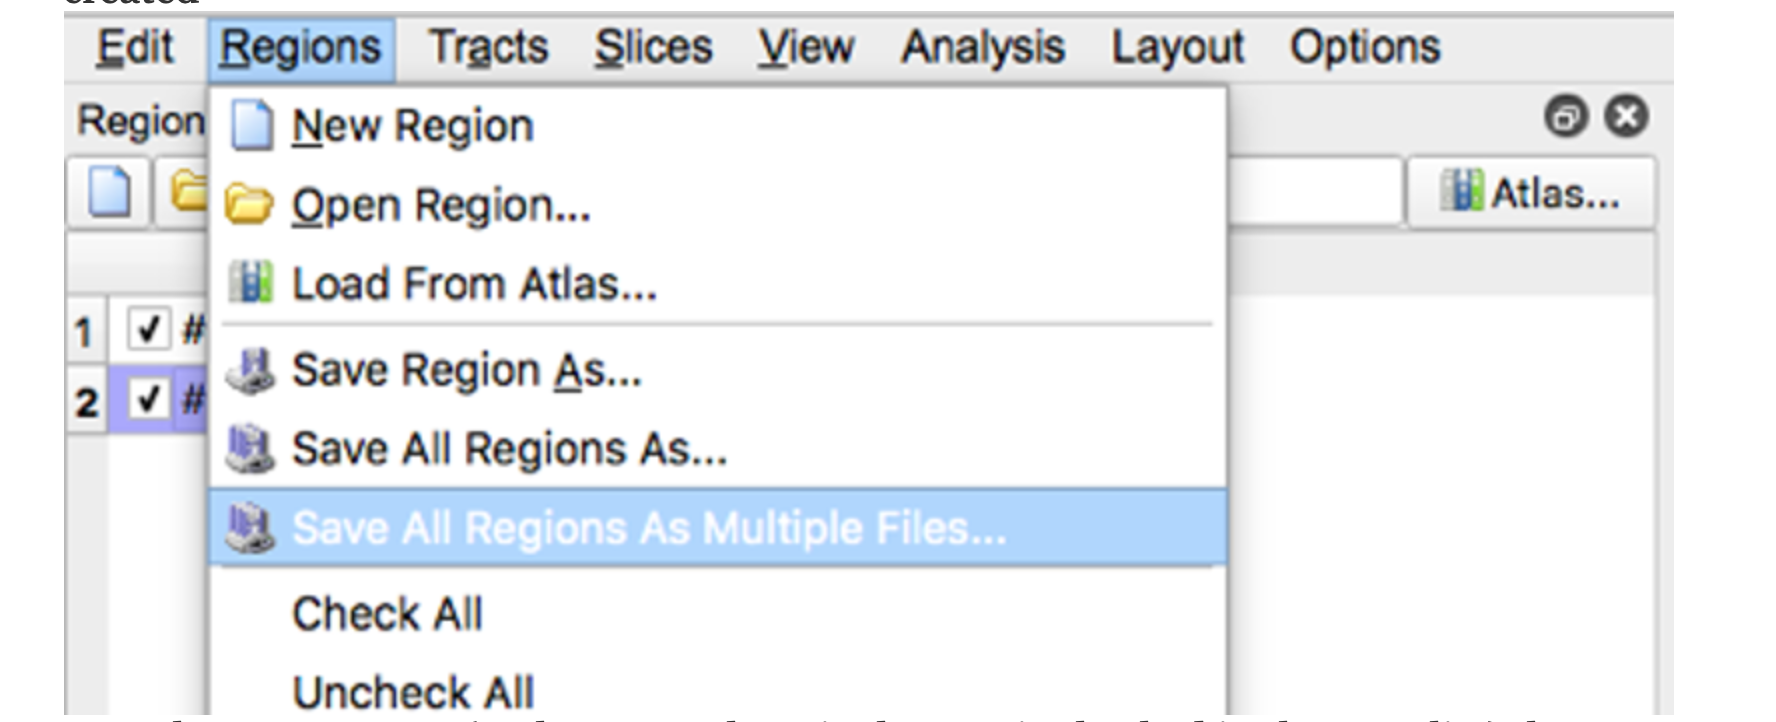 created
Edit Regions Tracts Slices View Analysis Layout Options
Region
New Region
Open Region...
Atlas...
Load From Atlas...
1 #
Save Region As...
2 #
Save All Regions As...
Save All Regions As Multiple Files...
Check All
Uncheck All